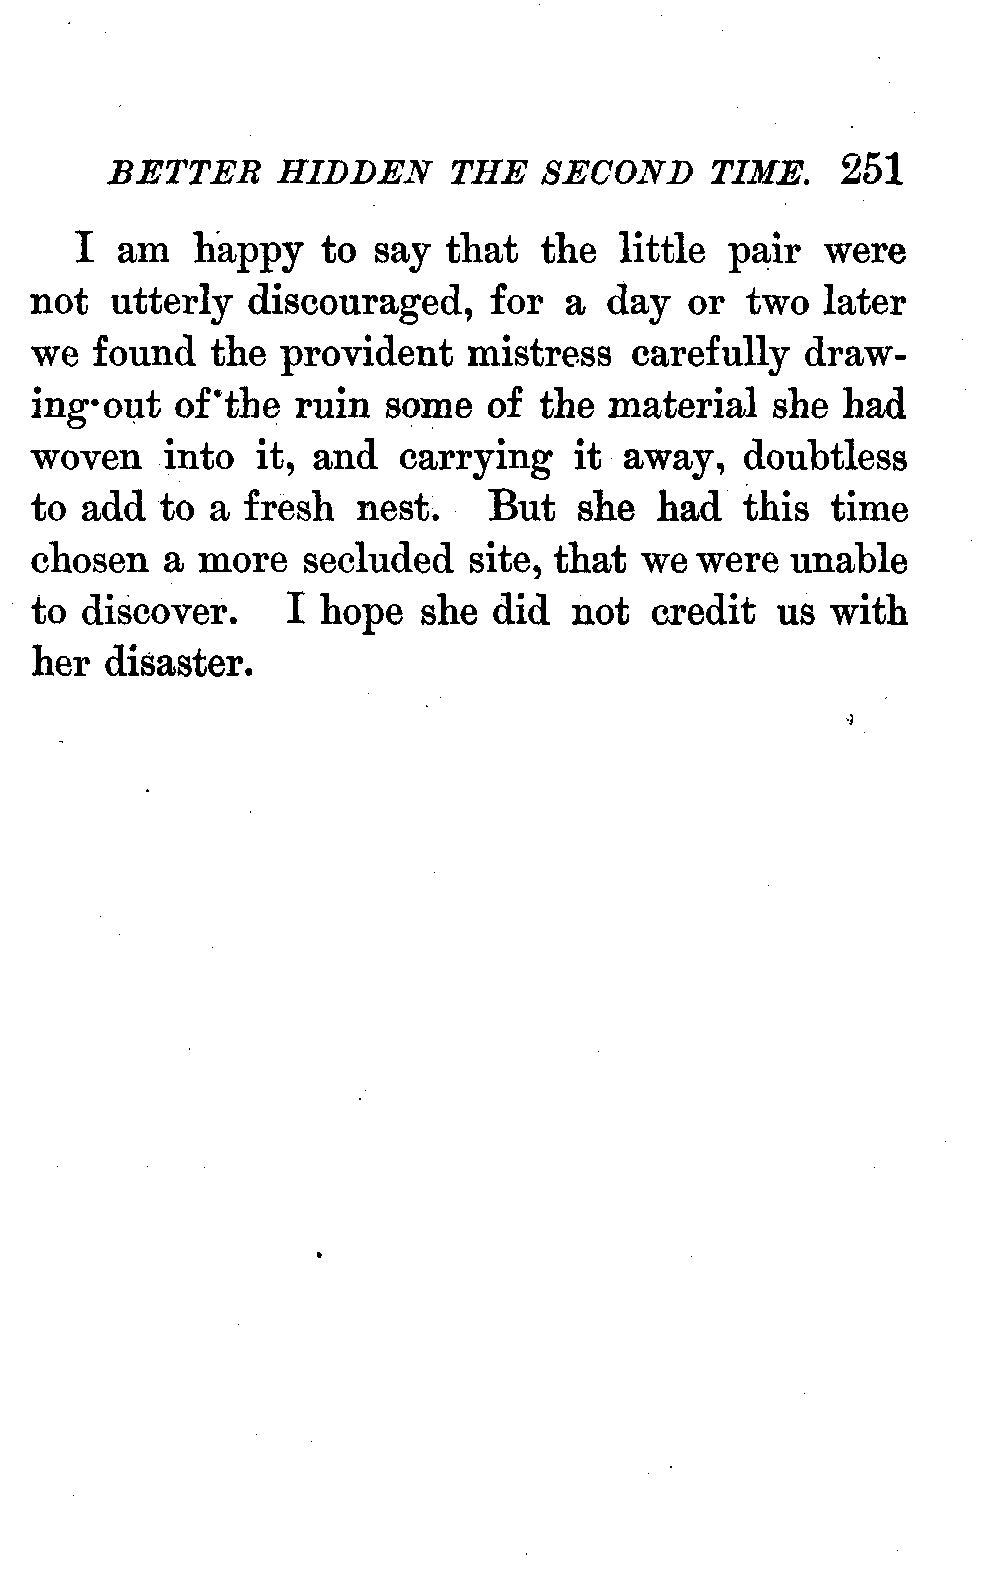 BETTER HIDDEN THE SECOND TIME. 251
I am happy to say that the little pair were
not utterly discouraged, for a day or two later
we found the provident mistress carefully draw-
ing out of the ruin some of the material she had
woven into it, and carrying it away, doubtless
to add to a fresh nest. But she had this time
chosen a more secluded site, that we were unable
to discover. I hope she did not credit us with
her disaster.